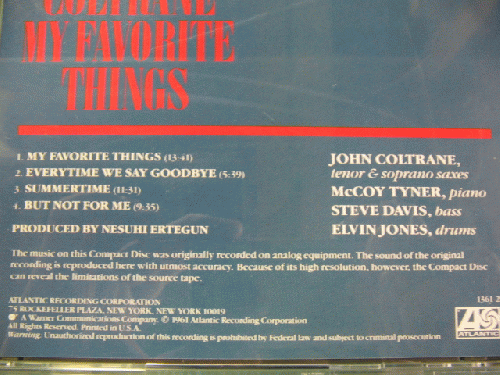 COLTRANE
MY FAVORITE
THINGS
1. MY FAVORITE THINGS (13:41)
2. EVERYTIME WE SAY GOODBYE (5:39)
3 SUMMERTIME (11:31)
4. BUT NOT FOR ME (9:35)
PRODUCED BY NESUHI ERTEGUN
JOHN COLTRANE,
tenor & soprano saxes
McCOY TYNER, piano
STEVE DAVIS, bass
ELVIN JONES, drums
The music on this Compact Disc was originally recorded on analog equipment. The sound of the original
recording is reproduced here with utmost accuracy. Because of its high resolution, however, the Compact Disc
can reveal the limitations of the source tape.
ATLANTIC RECORDING CORPORATION
75 ROCKEFELLER PLAZA, NEW YORK, NEW YORK 10019
A Warner Communications Company. © 1961 Atlantic Recording Corporation
All Rights Reserved. Printed in U.S.A.
Warning: Unauthorized reproduction of this recording is prohibited by Federal law and subject to criminal prosecution
1361-2
ATLANTIC